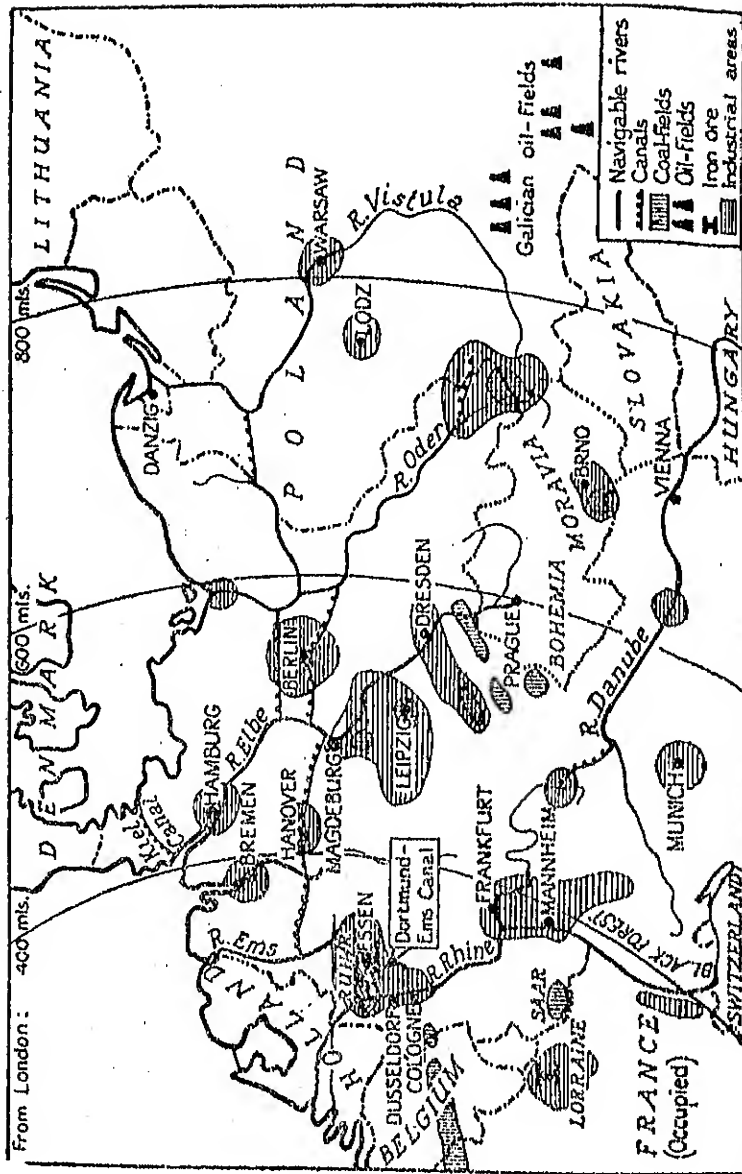 From London:
400 mls.
600 mls.
800 mls.
DENMARK
LITHUANIA
Kiel
Canal
DANZIG
HAMBURG
R. Elbe
BREMEN
R. Ems
HOLLAND
HANOVER
BERLIN
POLAND
WARSAW
MAGDEBURG
LODZ
R. Vistula
RUHR
ESSEN
Dortmund-
Ems Canal
LEIPZIG
R. Oder
DRESDEN
DUSSELDORF
COLOGNE
BELGIUM
R. Rhine
FRANKFURT
PRAGUE
BOHEMIA
MORAVIA
BRNO
SLOVAKIA
Galician oil-fields
SAAR
LORRAINE
MANNHEIM
R. Danube
VIENNA
HUNGARY
FRANCE
(Occupied)
BLACK FOREST
MUNICH
SWITZERLAND
Navigable rivers
Canals
Coal-fields
Oil-Fields
Iron ore
Industrial areas